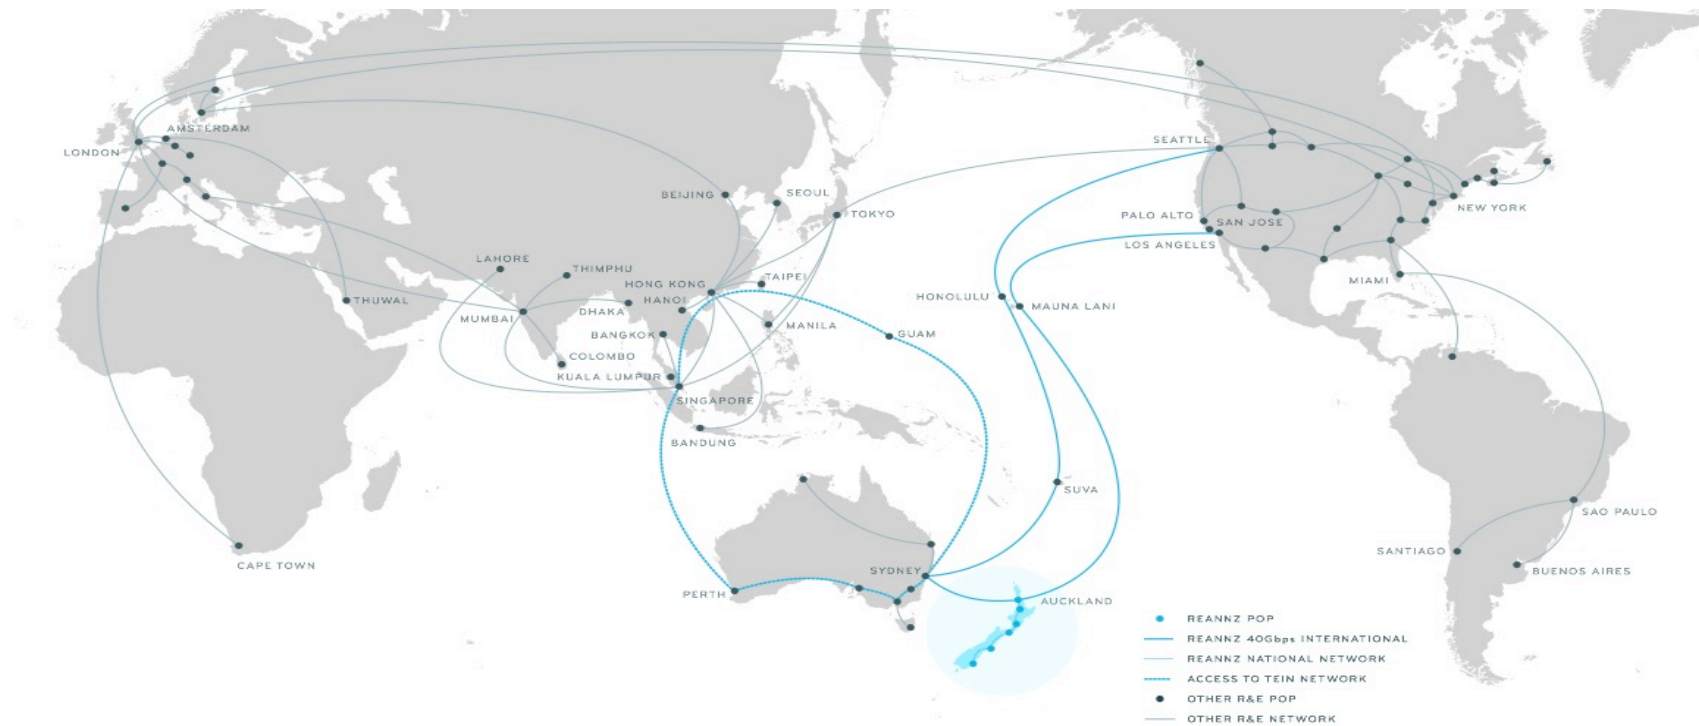 AMSTERDAM
LONDON
SEATTLE
BEIJING
SEOUL
TOKYO
NEW YORK
PALO ALTO
SAN JOSE
LOS ANGELES
LAHORE
THIMPHU
HONG KONG
TAIPEI
MIAMI
THUWAL
HANOI
HONOLULU
MAUNA LANI
MUMBAI
DHAKA
MANILA
BANGKOK
GUAM
COLOMBO
KUALA LUMPUR
SINGAPORE
BANDUNG
SUVA
SAO PAULO
SANTIAGO
CAPE TOWN
SYDNEY
BUENOS AIRES
PERTH
AUCKLAND
REANNZ POP
REANNZ 40Gbps INTERNATIONAL
REANNZ NATIONAL NETWORK
ACCESS TO TEIN NETWORK
OTHER R&E POP
OTHER R&E NETWORK